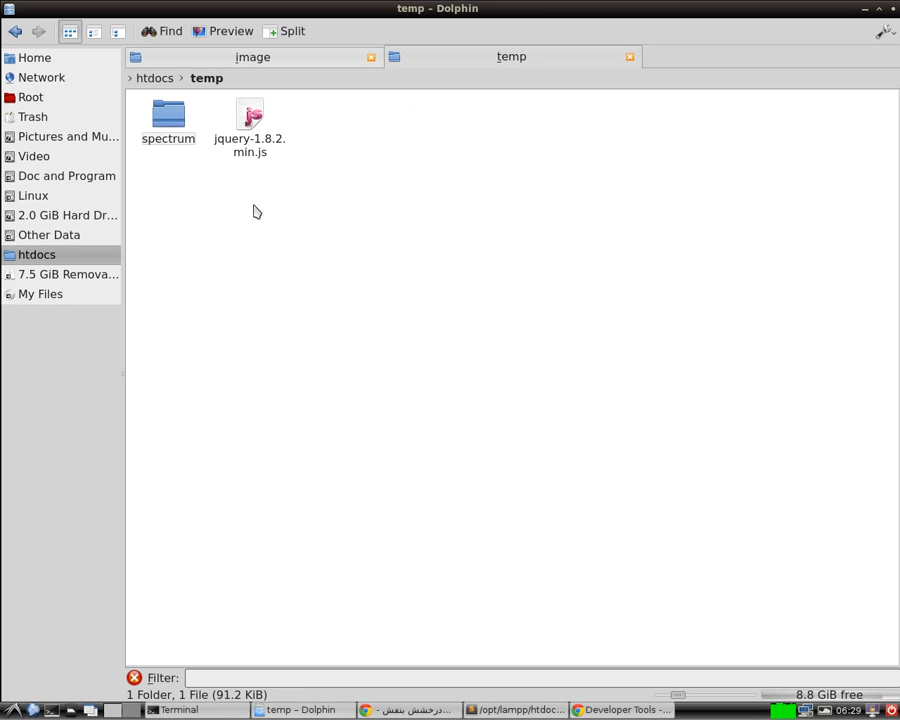 temp – Dolphin
Find
Preview
Split
image
temp
htdocs
temp
Home
Network
Root
Trash
Pictures and Mu...
Video
Doc and Program
Linux
2.0 GiB Hard Dr...
Other Data
htdocs
7.5 GiB Remova...
My Files
spectrum
jquery-1.8.2.
min.js
Filter:
1 Folder, 1 File (91.2 KiB)
8.8 GiB free
Terminal
temp – Dolphin
درخشش بنفش - ...
/opt/lampp/htdoc...
Developer Tools -...
06:29